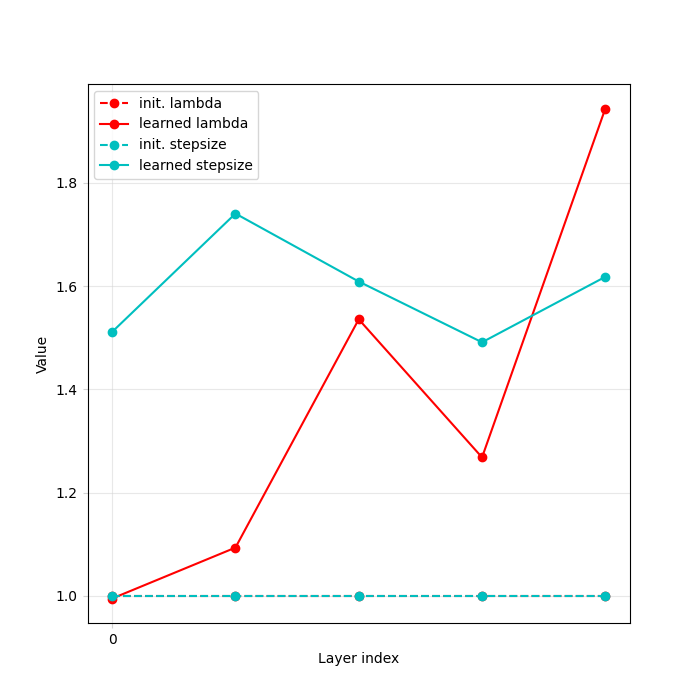 init. lambda
learned lambda
init. stepsize
learned stepsize
1.8
1.6
1.4
1.2
1.0
Value
0
Layer index